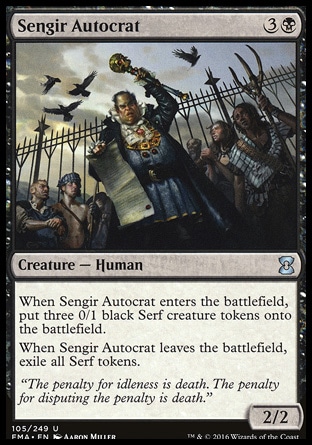 Sengir Autocrat 3
Creature — Human
When Sengir Autocrat enters the battlefield,
put three 0/1 black Serf creature tokens onto
the battlefield.
When Sengir Autocrat leaves the battlefield,
exile all Serf tokens.
“The penalty for idleness is death. The penalty
for disputing the penalty is death.”
2/2
105/249 U
EMA • EN Aaron Miller
™ & © 2016 Wizards of the Coast